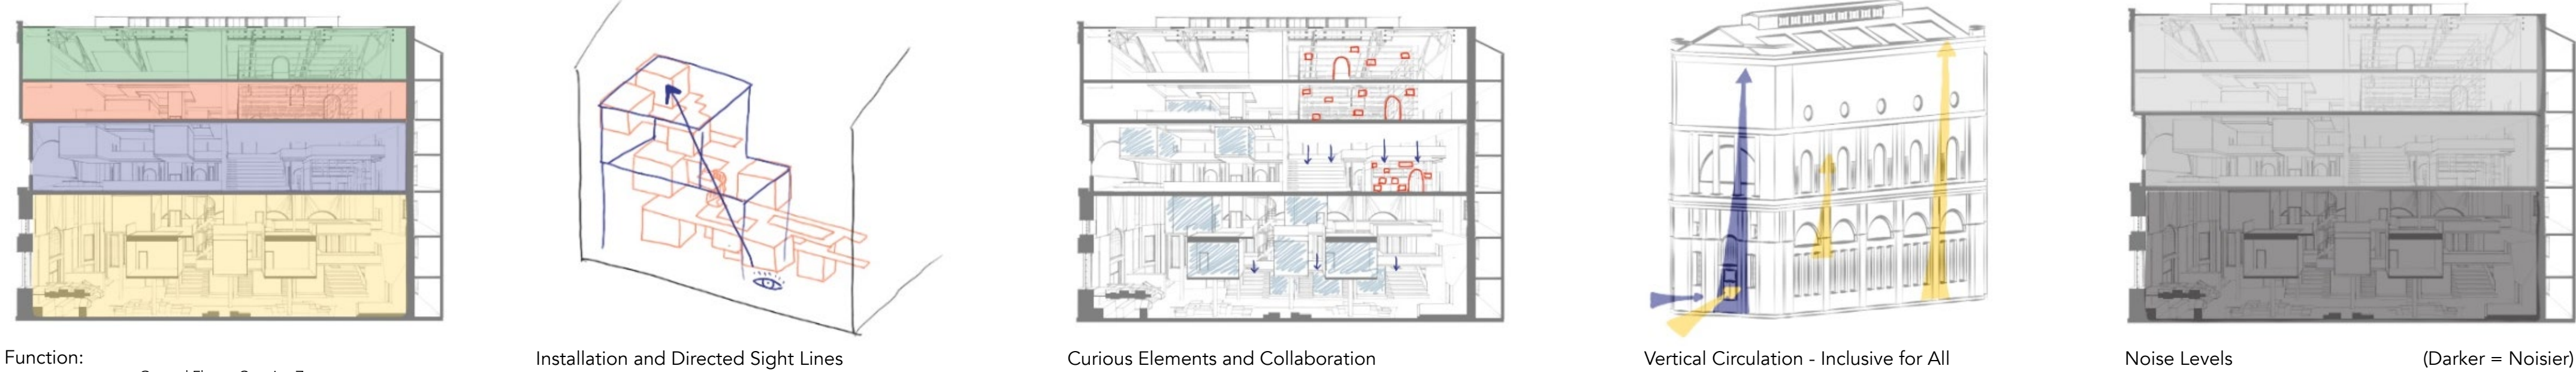 Function:
Installation and Directed Sight Lines
Curious Elements and Collaboration
Vertical Circulation - Inclusive for All
Noise Levels (Darker = Noisier)